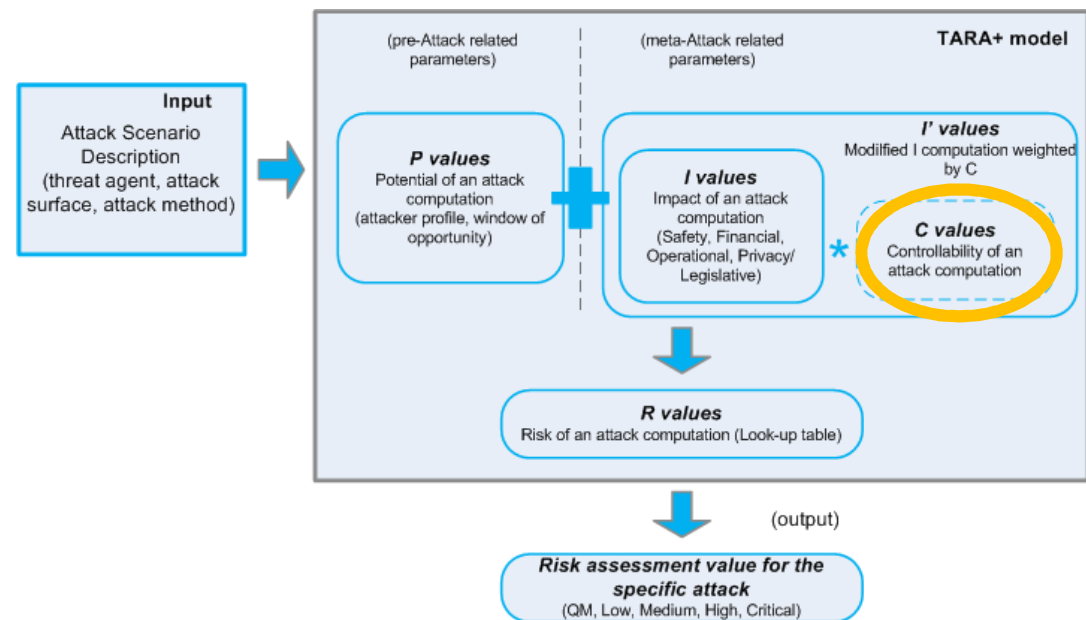 (pre-Attack related
parameters)
(meta-Attack related
parameters)
TARA+ model
Input
Attack Scenario
Description
(threat agent, attack
surface, attack method)
P values
Potential of an attack
computation
(attacker profile, window of
opportunity)
I' values
Modilfied I computation weighted
by C
I values
Impact of an attack
computation
(Safety, Financial,
Operational, Privacy/
Legislative)
*
C values
Controllability of an
attack computation
R values
Risk of an attack computation (Look-up table)
(output)
Risk assessment value for the
specific attack
(QM, Low, Medium, High, Critical)